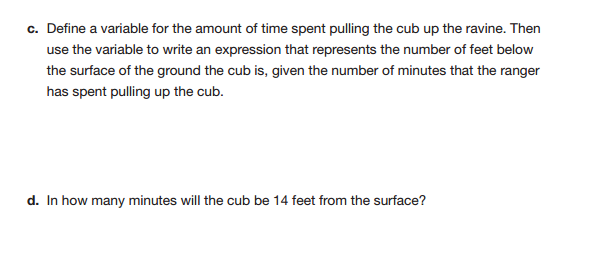 c. Define a variable for the amount of time spent pulling the cub up the ravine. Then
use the variable to write an expression that represents the number of feet below
the surface of the ground the cub is, given the number of minutes that the ranger
has spent pulling up the cub.
d. In how many minutes will the cub be 14 feet from the surface?